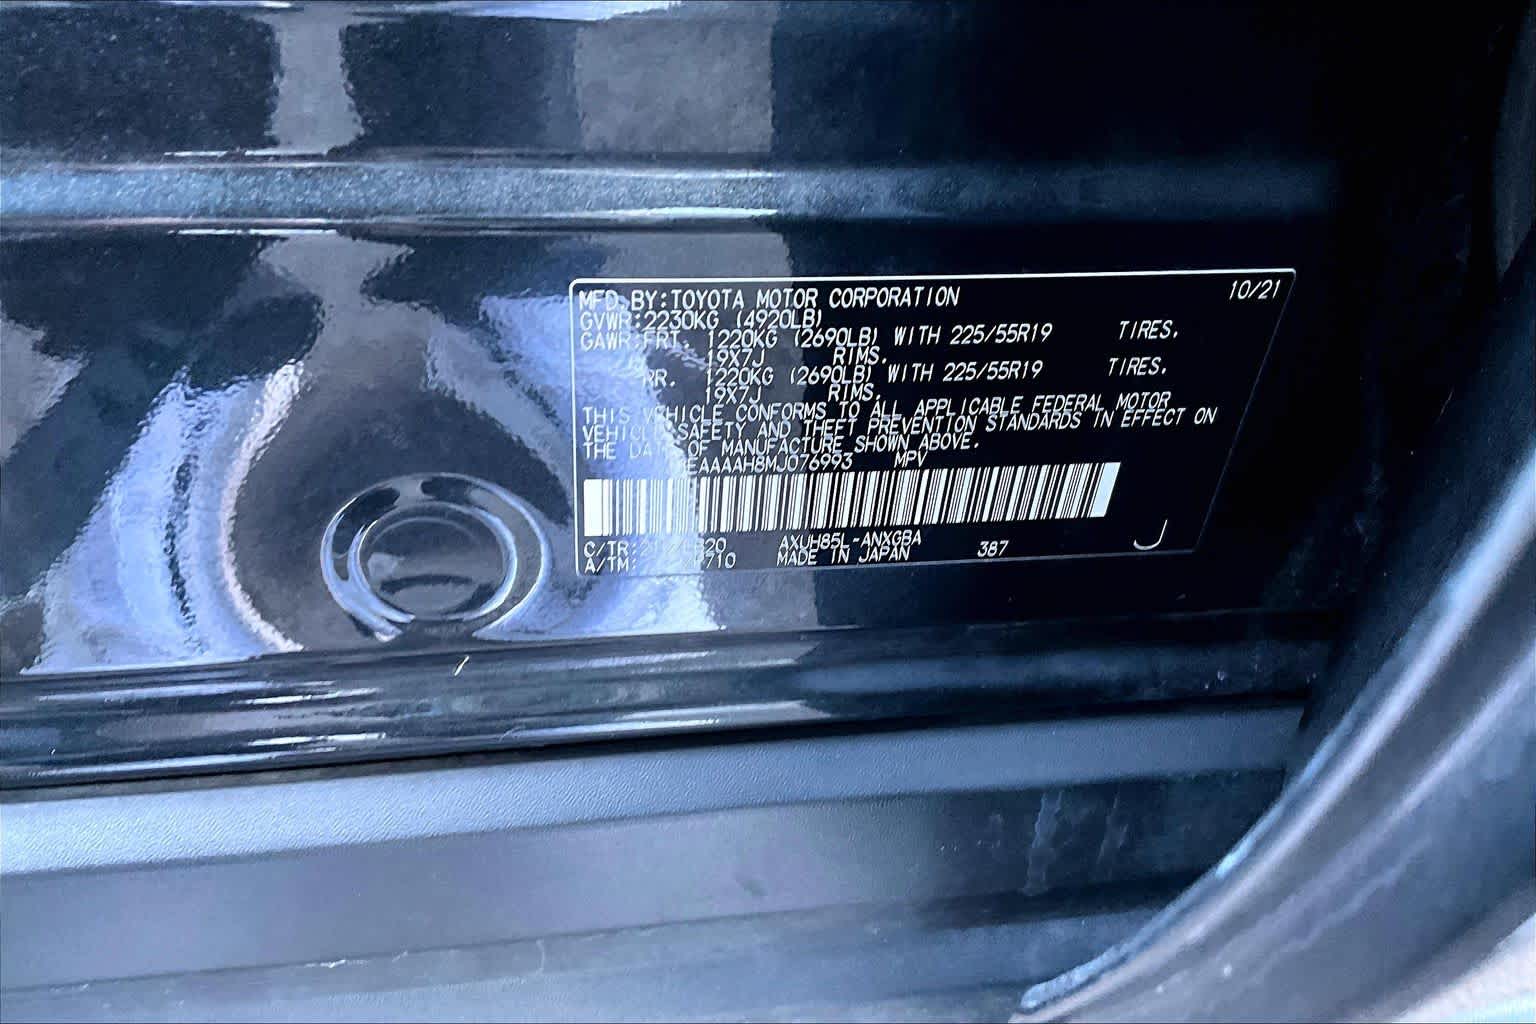 MFD. BY: TOYOTA MOTOR CORPORATION 10/21
GVWR: 2230KG (4920LB)
GAWR: FRT. 1220KG (2690LB) WITH 225/55R19 TIRES,
19X7J RIMS.
RR. 1220KG (2690LB) WITH 225/55R19 TIRES,
19X7J RIMS.
THIS VEHICLE CONFORMS TO ALL APPLICABLE FEDERAL MOTOR
VEHICLE SAFETY AND THEFT PREVENTION STANDARDS IN EFFECT ON
THE DATE OF MANUFACTURE SHOWN ABOVE.
EAAAAH8MJ076993 MPV
C/TR: AXUH85L-ANXGBA
A/TM: MADE IN JAPAN 387 J